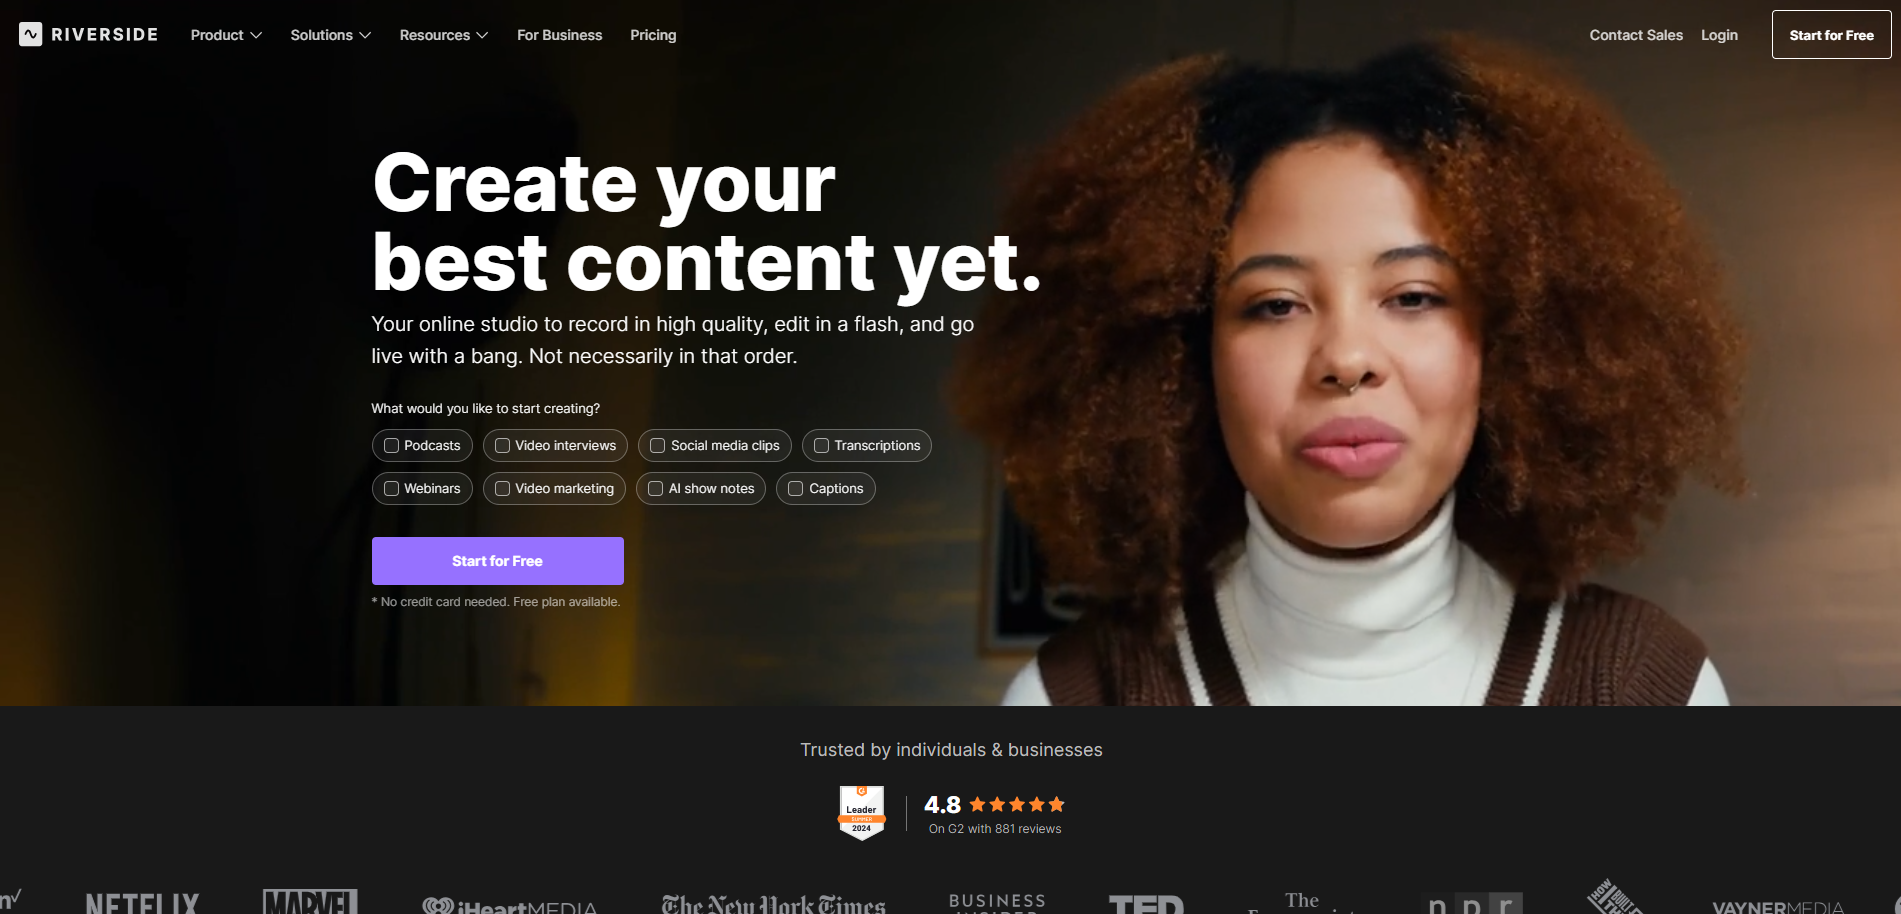 RIVERSIDE
Product
Solutions
Resources
For Business
Pricing
Contact Sales
Login
Start for Free
Create your
best content yet.
Your online studio to record in high quality, edit in a flash, and go
live with a bang. Not necessarily in that order.
What would you like to start creating?
Podcasts
Video interviews
Social media clips
Transcriptions
Webinars
Video marketing
AI show notes
Captions
Start for Free
* No credit card needed. Free plan available.
Trusted by individuals & businesses
Leader
SUMMER
2024
4.8
On G2 with 881 reviews
NETFLIX
MARVEL
iHeartMEDIA
The New York Times
BUSINESS
INSIDER
TED
The
npr
HOW
I BUILT
THIS
VAYNERMEDIA